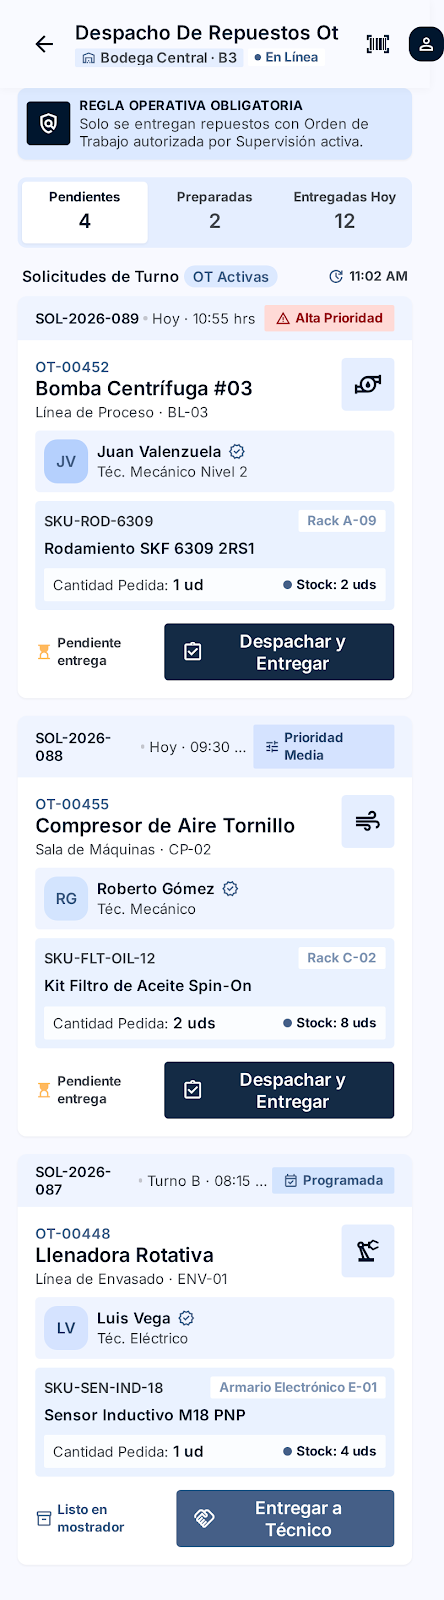 Despacho De Repuestos Ot
Bodega Central · B3
En Línea
REGLA OPERATIVA OBLIGATORIA
Solo se entregan repuestos con Orden de
Trabajo autorizada por Supervisión activa.
Pendientes
4
Preparadas
2
Entregadas Hoy
12
Solicitudes de Turno
OT Activas
11:02 AM
SOL-2026-089
Hoy · 10:55 hrs
Alta Prioridad
OT-00452
Bomba Centrífuga #03
Línea de Proceso · BL-03
JV
Juan Valenzuela
Téc. Mecánico Nivel 2
SKU-ROD-6309
Rack A-09
Rodamiento SKF 6309 2RS1
Cantidad Pedida: 1 ud
Stock: 2 uds
Pendiente
entrega
Despachar y
Entregar
SOL-2026-
088
Hoy · 09:30 ...
Prioridad
Media
OT-00455
Compresor de Aire Tornillo
Sala de Máquinas · CP-02
RG
Roberto Gómez
Téc. Mecánico
SKU-FLT-OIL-12
Rack C-02
Kit Filtro de Aceite Spin-On
Cantidad Pedida: 2 uds
Stock: 8 uds
Pendiente
entrega
Despachar y
Entregar
SOL-2026-
087
Turno B · 08:15 ...
Programada
OT-00448
Llenadora Rotativa
Línea de Envasado · ENV-01
LV
Luis Vega
Téc. Eléctrico
SKU-SEN-IND-18
Armario Electrónico E-01
Sensor Inductivo M18 PNP
Cantidad Pedida: 1 ud
Stock: 4 uds
Listo en
mostrador
Entregar a
Técnico